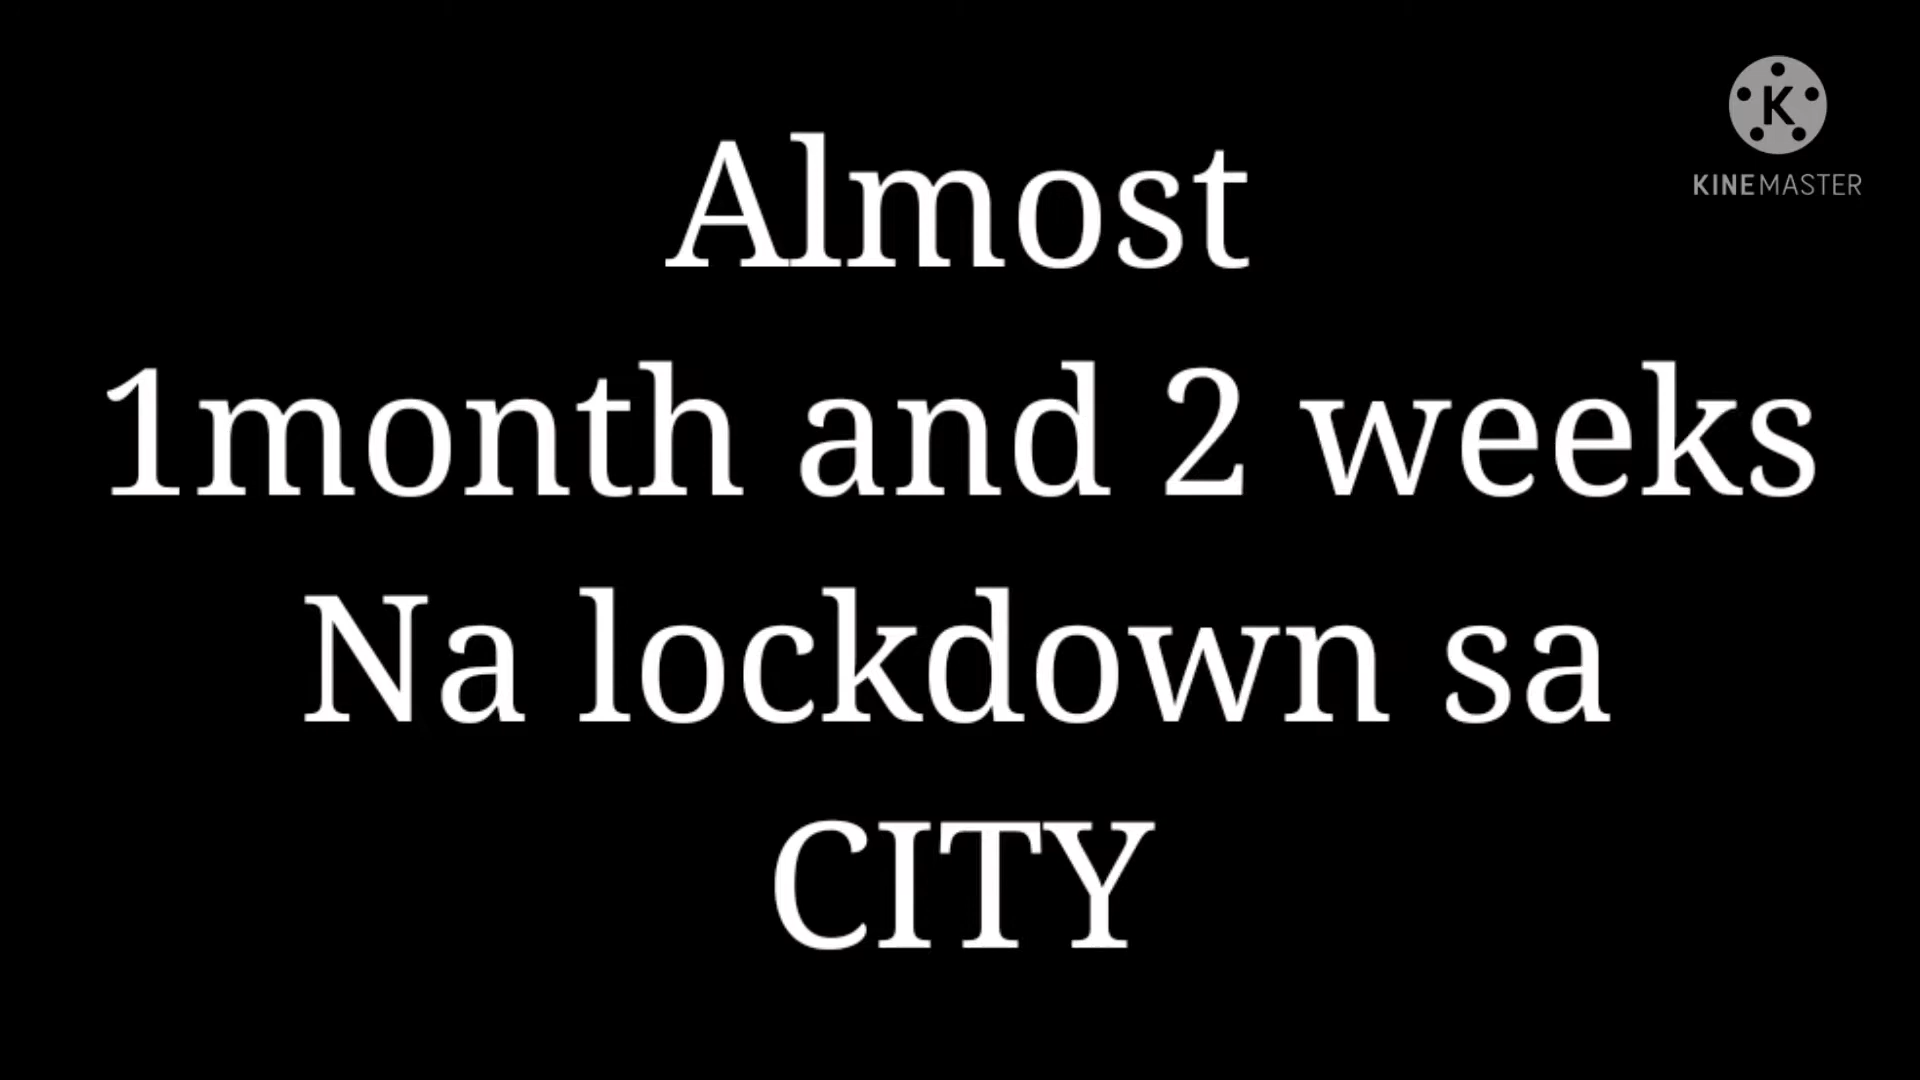 Almost
1month and 2 weeks
Na lockdown sa
CITY
K
KINEMASTER